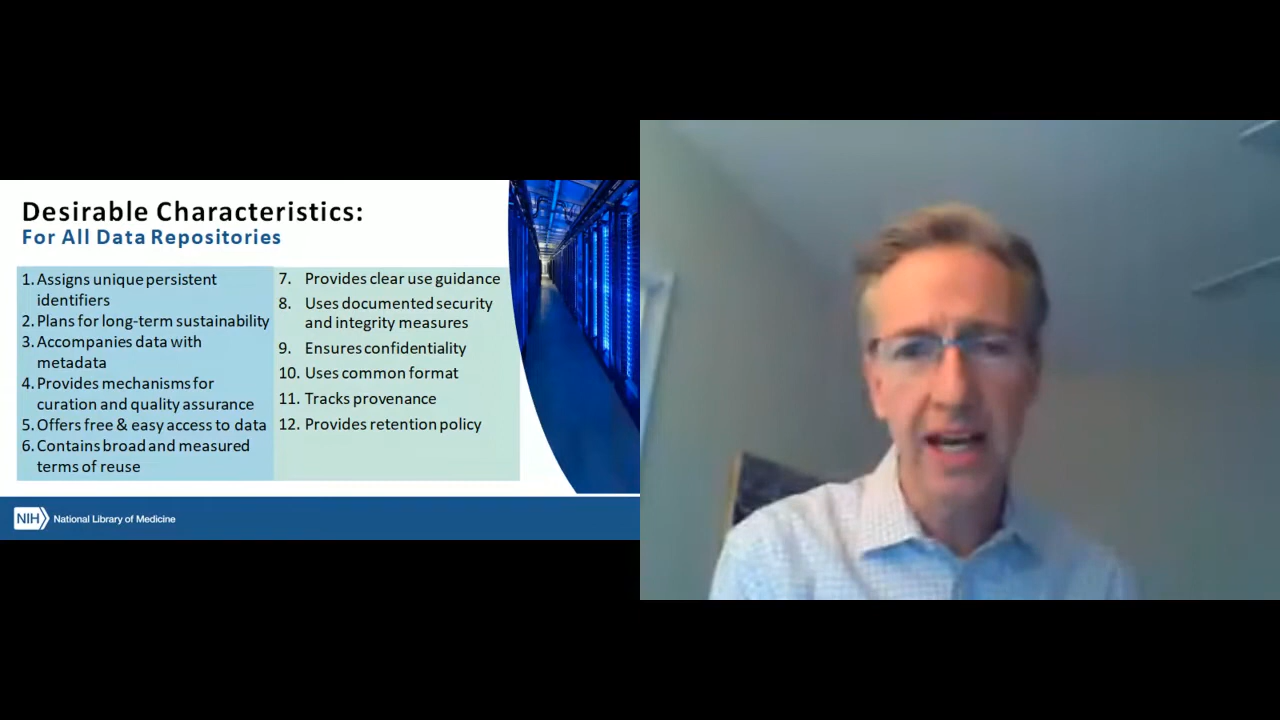 Desirable Characteristics:
For All Data Repositories
1. Assigns unique persistent
identifiers
2. Plans for long-term sustainability
3. Accompanies data with
metadata
4. Provides mechanisms for
curation and quality assurance
5. Offers free & easy access to data
6. Contains broad and measured
terms of reuse
7. Provides clear use guidance
8. Uses documented security
and integrity measures
9. Ensures confidentiality
10. Uses common format
11. Tracks provenance
12. Provides retention policy
NIH National Library of Medicine